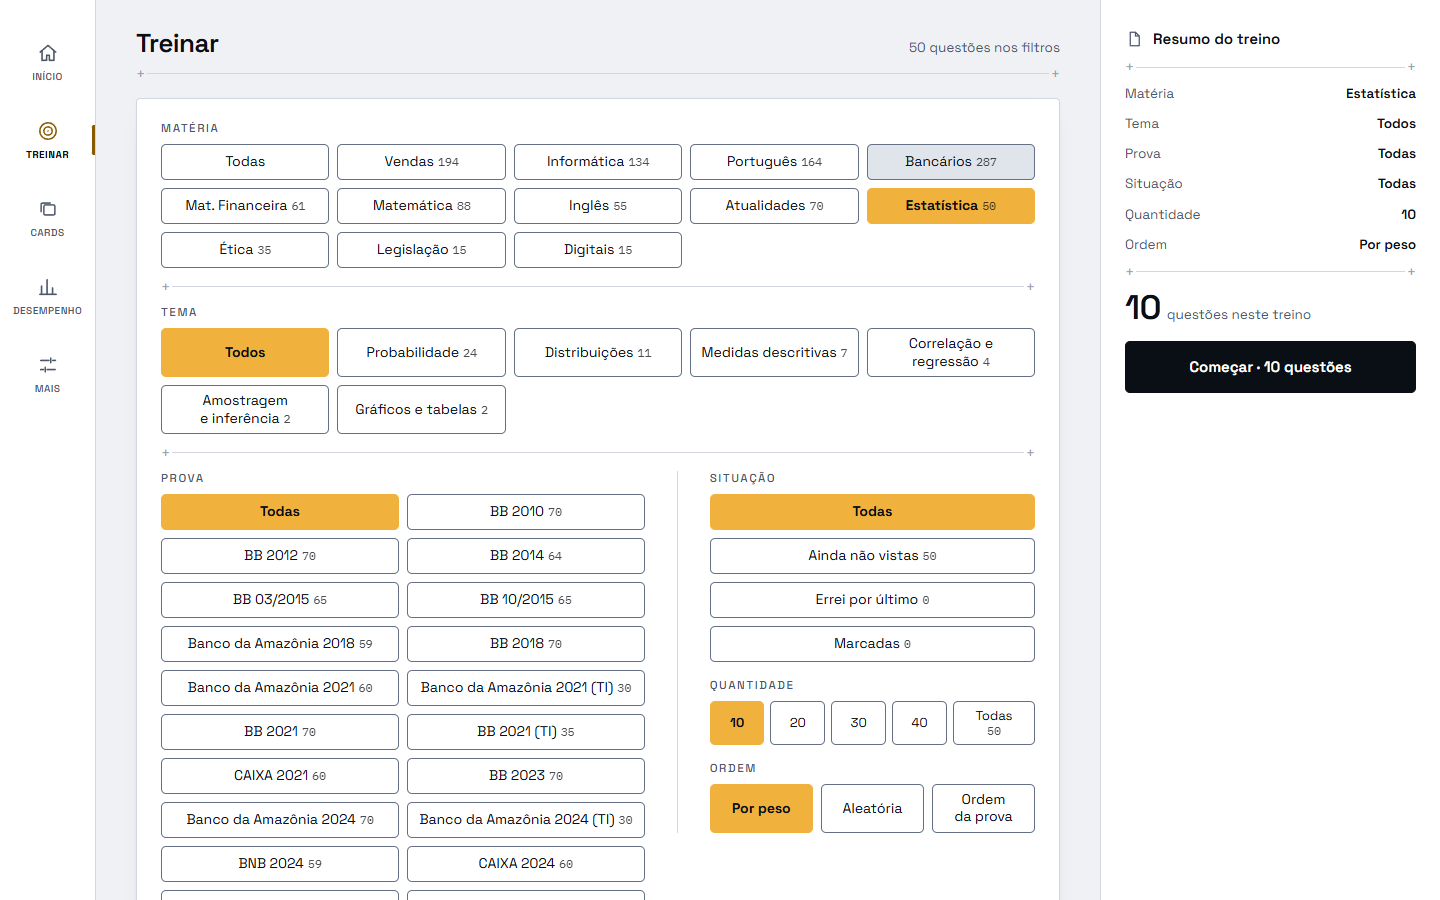 INÍCIO
TREINAR
CARDS
DESEMPENHO
MAIS
Treinar
50 questões nos filtros
MATÉRIA
Todas
Vendas 194
Informática 134
Português 164
Bancários 287
Mat. Financeira 61
Matemática 88
Inglês 55
Atualidades 70
Estatística 50
Ética 35
Legislação 15
Digitais 15
TEMA
Todos
Probabilidade 24
Distribuições 11
Medidas descritivas 7
Correlação e
regressão 4
Amostragem
e inferência 2
Gráficos e tabelas 2
PROVA
Todas
BB 2010 70
BB 2012 70
BB 2014 64
BB 03/2015 65
BB 10/2015 65
Banco da Amazônia 2018 59
BB 2018 70
Banco da Amazônia 2021 60
Banco da Amazônia 2021 (TI) 30
BB 2021 70
BB 2021 (TI) 35
CAIXA 2021 60
BB 2023 70
Banco da Amazônia 2024 70
Banco da Amazônia 2024 (TI) 30
BNB 2024 59
CAIXA 2024 60
SITUAÇÃO
Todas
Ainda não vistas 50
Errei por último 0
Marcadas 0
QUANTIDADE
10
20
30
40
Todas
50
ORDEM
Por peso
Aleatória
Ordem
da prova
Resumo do treino
Matéria Estatística
Tema Todos
Prova Todas
Situação Todas
Quantidade 10
Ordem Por peso
10 questões neste treino
Começar · 10 questões